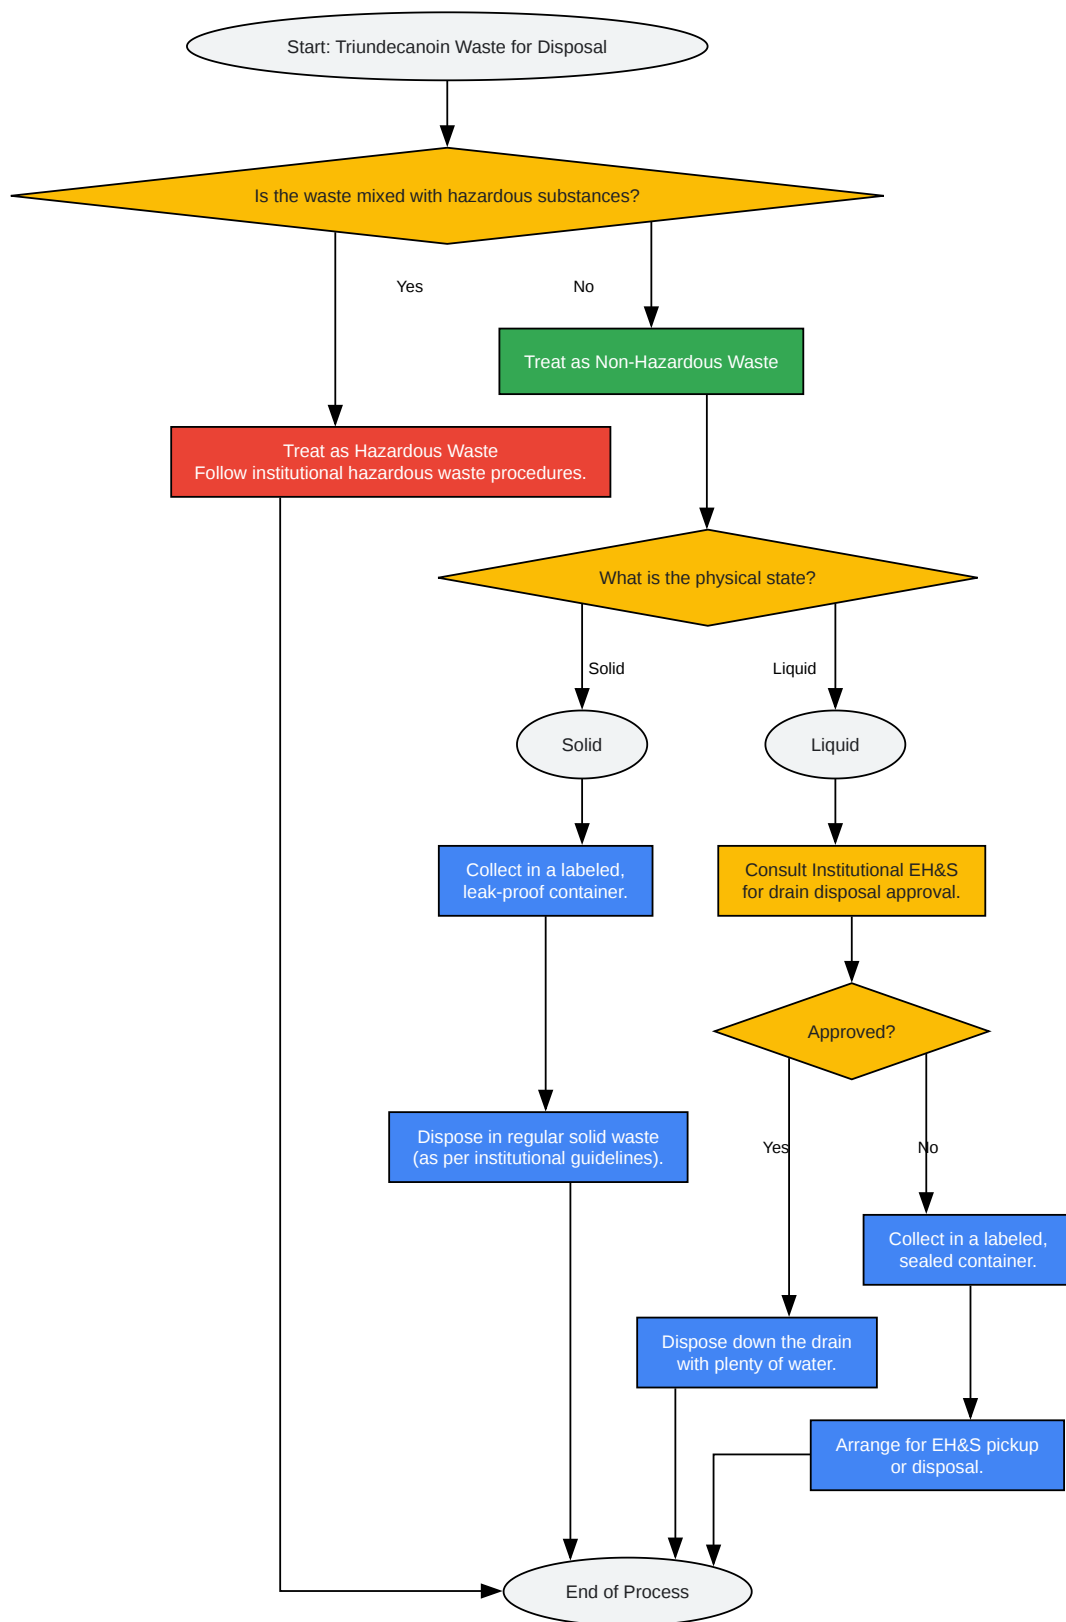 Start: Triundecanoin Waste for Disposal
Is the waste mixed with hazardous substances?
Yes
No
Treat as Non-Hazardous Waste
Treat as Hazardous Waste
Follow institutional hazardous waste procedures.
What is the physical state?
Solid
Liquid
Solid
Liquid
Collect in a labeled,
leak-proof container.
Consult Institutional EH&S
for drain disposal approval.
Approved?
Dispose in regular solid waste
(as per institutional guidelines).
Yes
No
Collect in a labeled,
sealed container.
Dispose down the drain
with plenty of water.
Arrange for EH&S pickup
or disposal.
End of Process